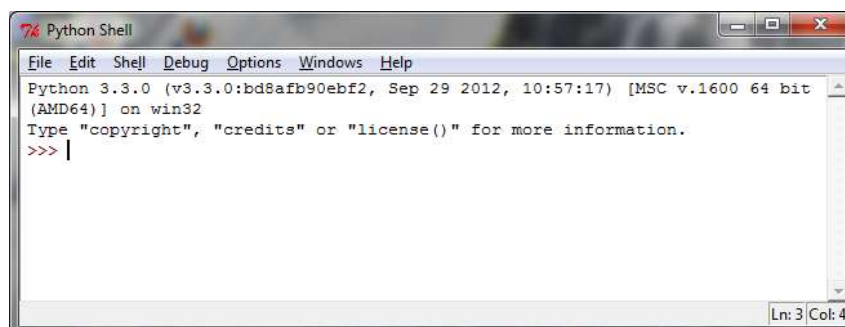 Python Shell
File Edit Shell Debug Options Windows Help
Python 3.3.0 (v3.3.0:bd8afb90ebf2, Sep 29 2012, 10:57:17) [MSC v.1600 64 bit
(AMD64)] on win32
Type "copyright", "credits" or "license()" for more information.
>>>
Ln: 3 Col: 4